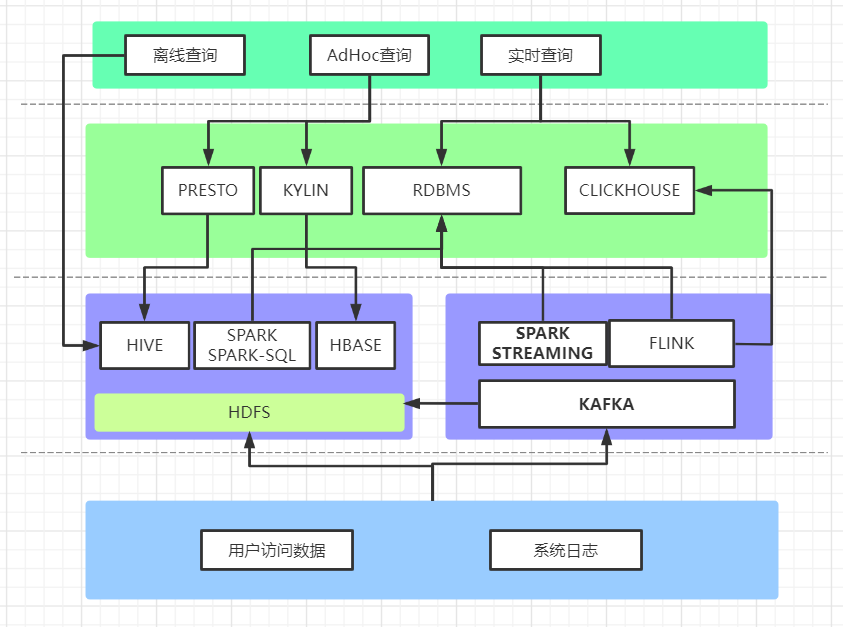 离线查询
AdHoc查询
实时查询
PRESTO
KYLIN
RDBMS
CLICKHOUSE
HIVE
SPARK
SPARK-SQL
HBASE
SPARK
STREAMING
FLINK
HDFS
KAFKA
用户访问数据
系统日志